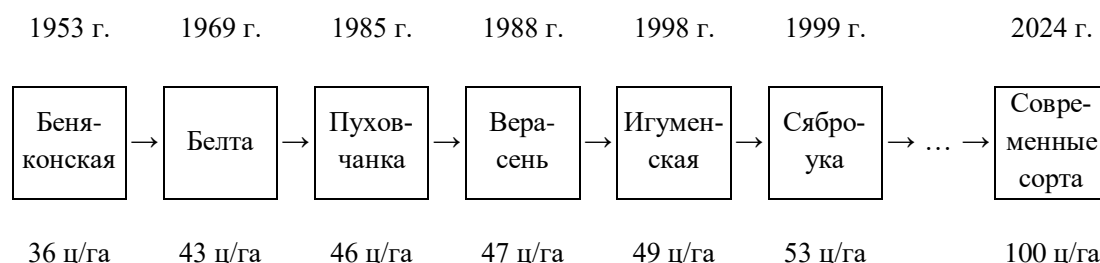 1953 г. 1969 г. 1985 г. 1988 г. 1998 г. 1999 г. 2024 г.
Беня-
конская
→
Белта
→
Пухов-
чанка
→
Вера-
сень
→
Игумен-
ская
→
Сябро-
ука
→ … →
Совре-
менные
сорта
36 ц/га 43 ц/га 46 ц/га 47 ц/га 49 ц/га 53 ц/га 100 ц/га